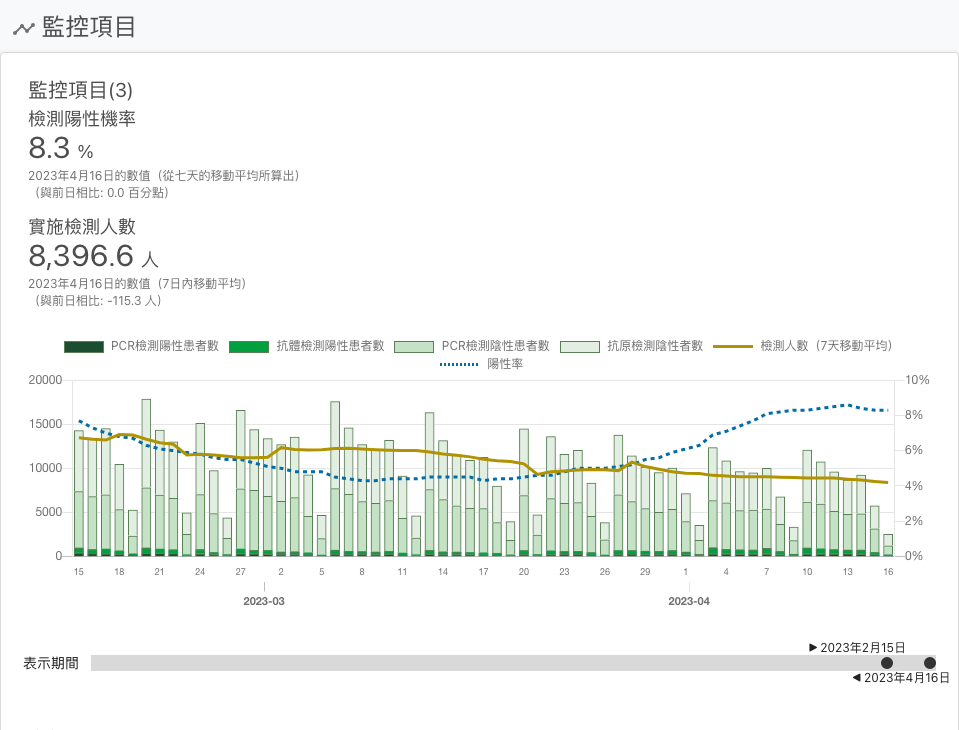 監控項目
監控項目(3)
檢測陽性機率
8.3 %
2023年4月16日的數值（從七天的移動平均所算出）
（與前日相比: 0.0 百分點）
實施檢測人數
8,396.6 人
2023年4月16日的數值（7日內移動平均）
（與前日相比: -115.3 人）
PCR檢測陽性患者數 抗體檢測陽性患者數 PCR檢測陰性患者數 抗原檢測陰性者數 檢測人數（7天移動平均）
陽性率
20000 10%
15000 8%
10000 6%
5000 4%
0 2%
0%
15 18 21 24 27 2 5 8 11 14 17 20 23 26 29 1 4 7 10 13 16
2023-03 2023-04
▶ 2023年2月15日
表示期間
◀ 2023年4月16日